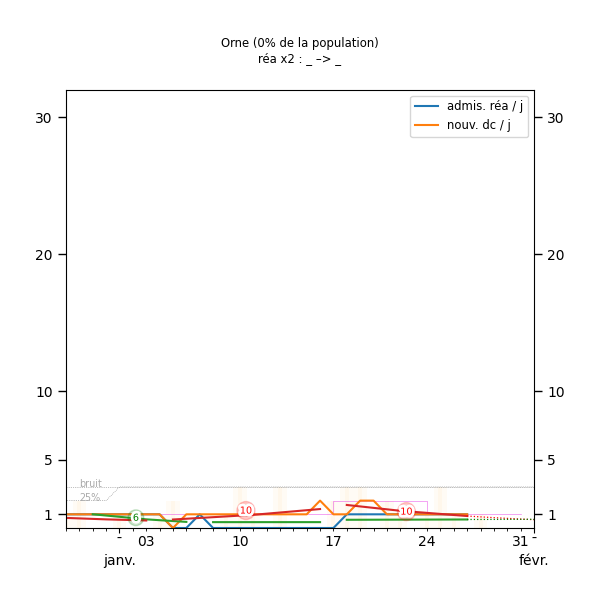 Orne (0% de la population)
réa x2 : _ –> _
admis. réa / j
nouv. dc / j
30 30
20 20
10 10
5 5
bruit
25%
6 10 10
1 1
- 03 10 17 24 31 -
janv. févr.